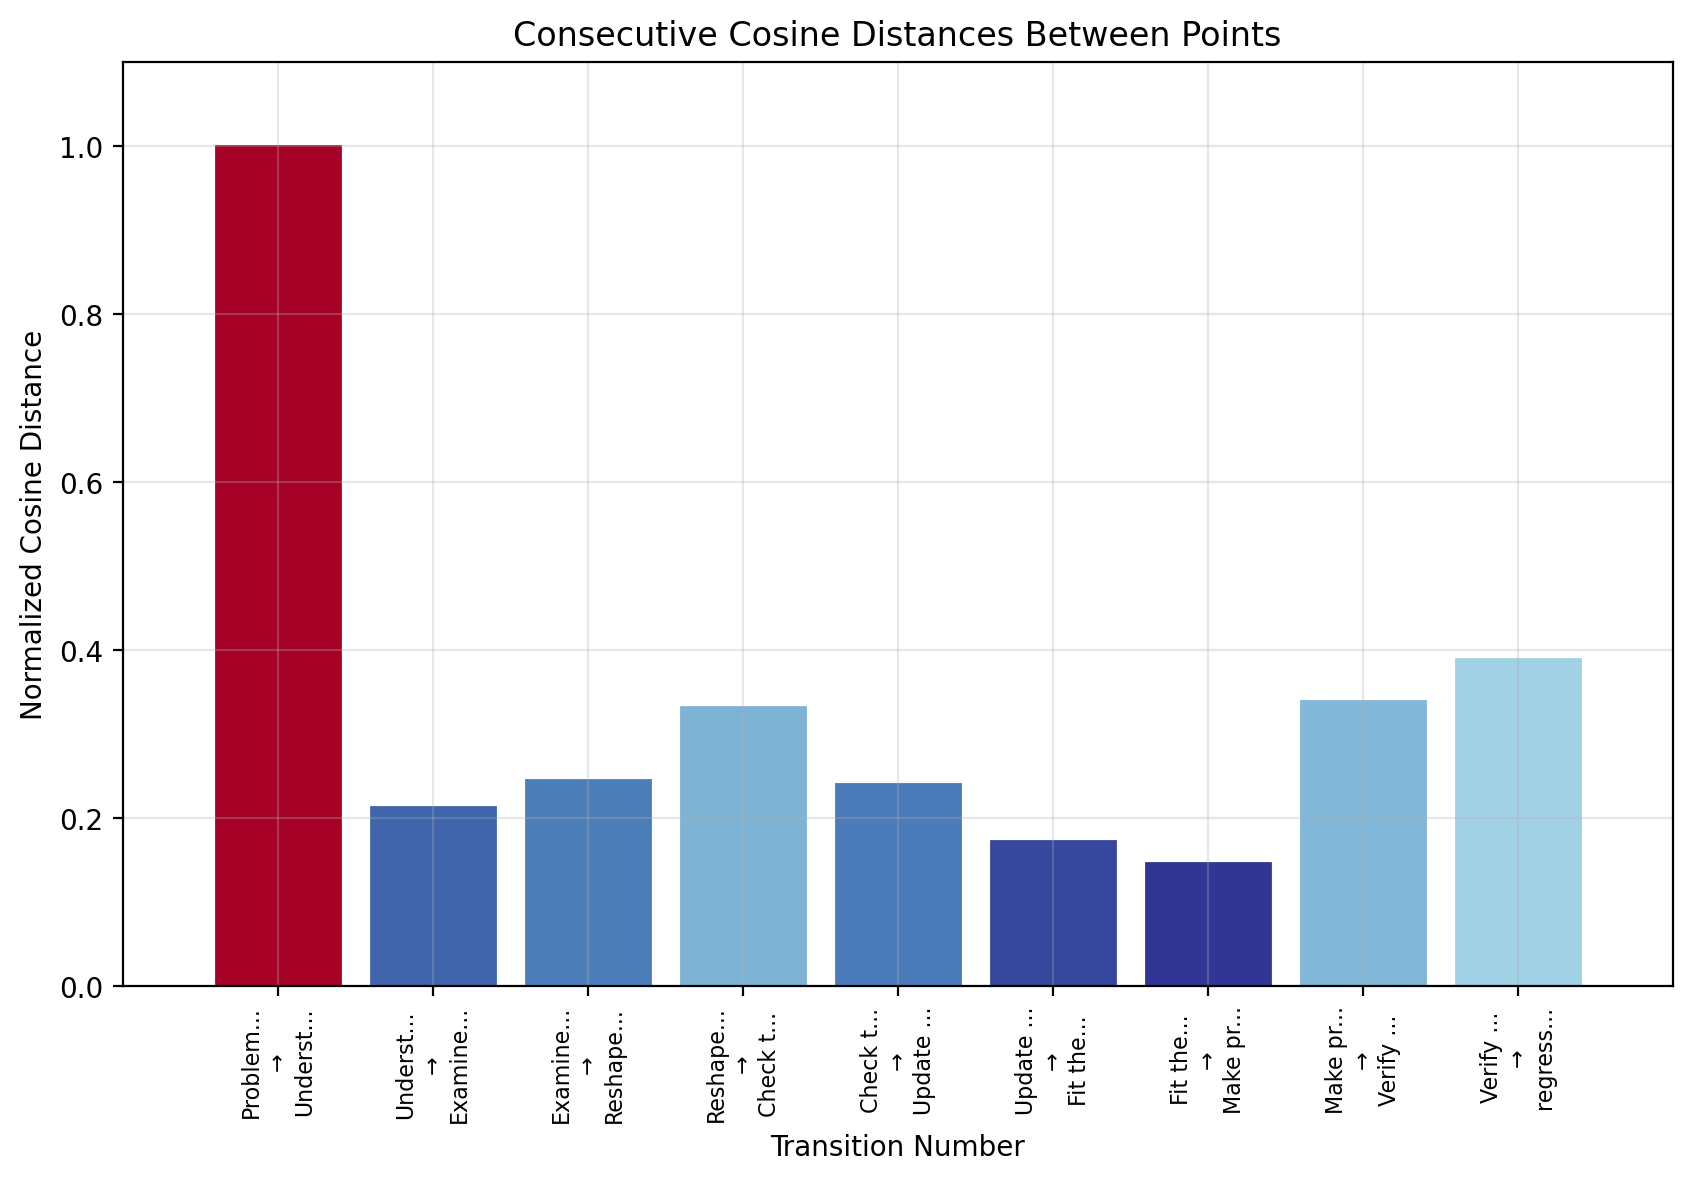 Consecutive Cosine Distances Between Points
Normalized Cosine Distance
1.0
0.8
0.6
0.4
0.2
0.0
Problem...
→
Underst...
Underst...
→
Examine...
Examine...
→
Reshape...
Reshape...
→
Check t...
Check t...
→
Update ...
Update ...
→
Fit the...
Fit the...
→
Make pr...
Make pr...
→
Verify ...
Verify ...
→
regress...
Transition Number